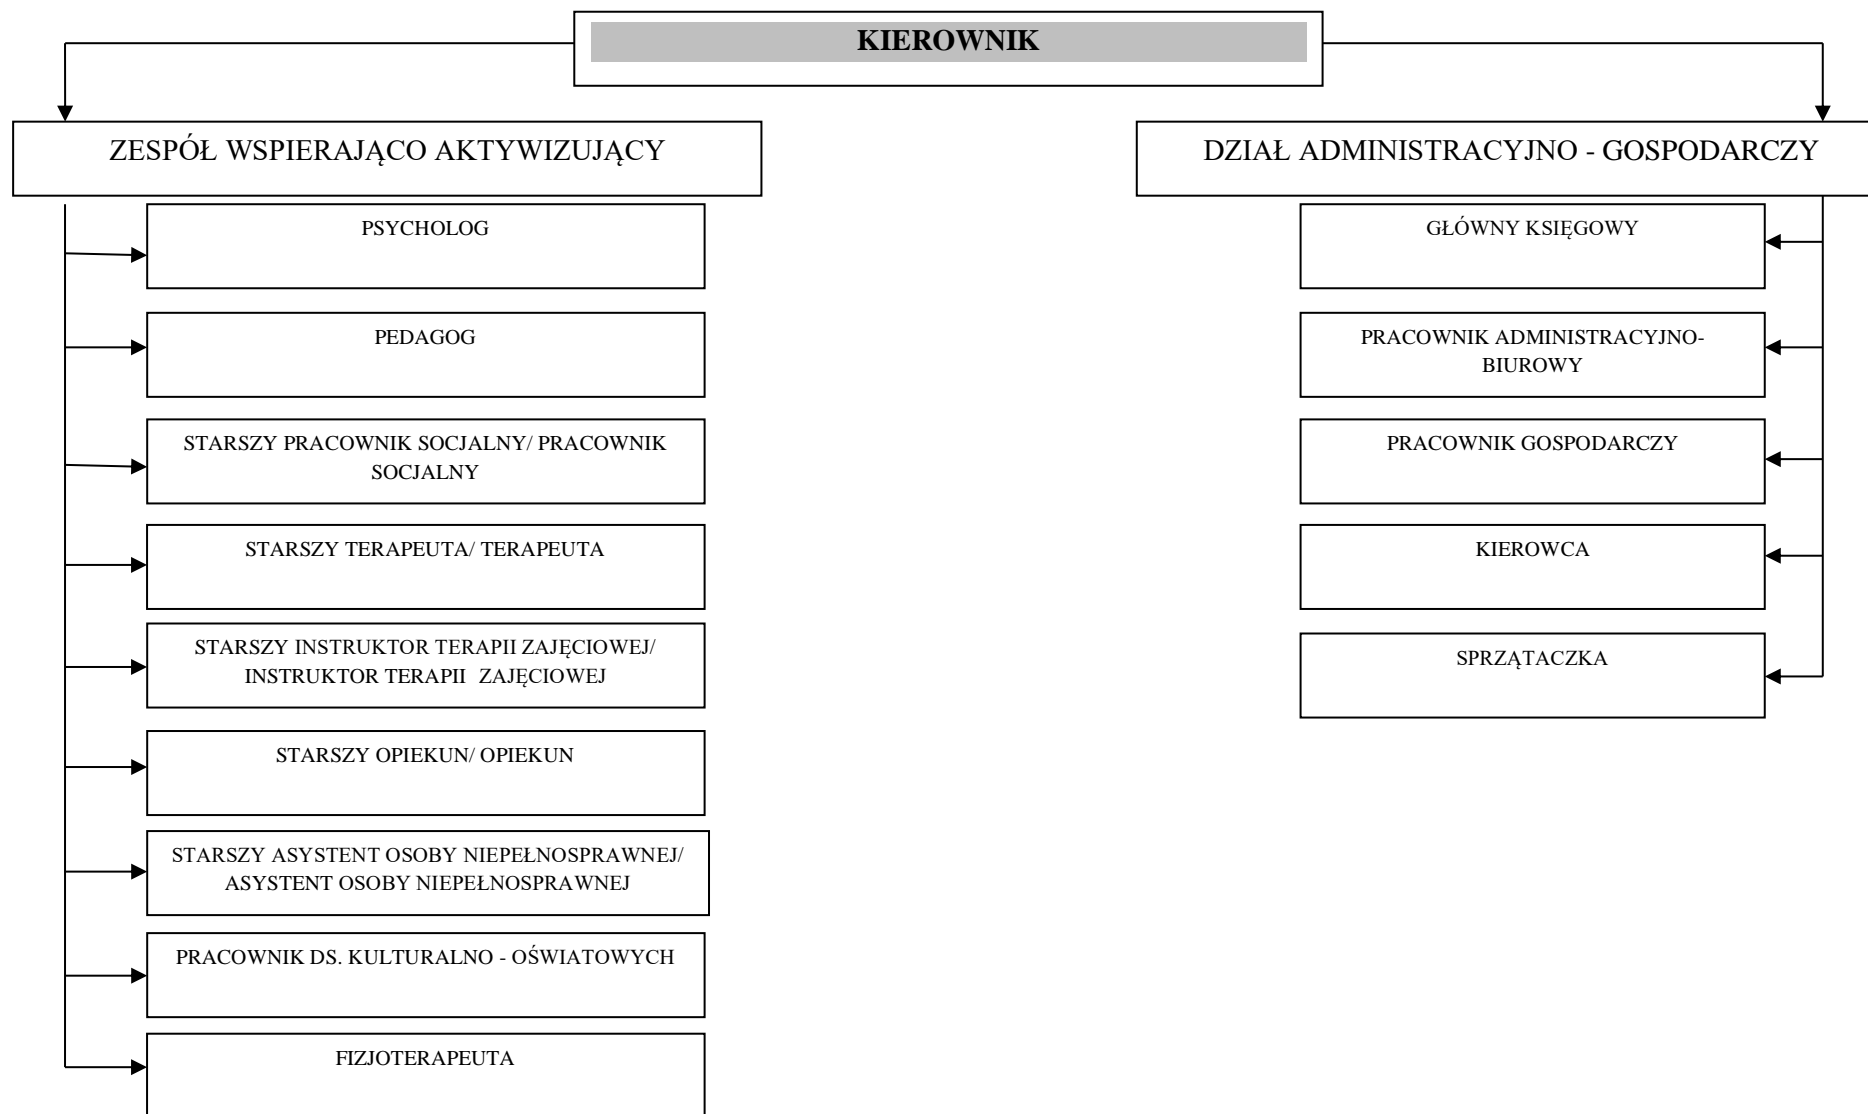 KIEROWNIK
ZESPÓŁ WSPIERAJĄCO AKTYWIZUJĄCY
PSYCHOLOG
PEDAGOG
STARSZY PRACOWNIK SOCJALNY/ PRACOWNIK
SOCJALNY
STARSZY TERAPEUTA/ TERAPEUTA
STARSZY INSTRUKTOR TERAPII ZAJĘCIOWEJ/
INSTRUKTOR TERAPII ZAJĘCIOWEJ
STARSZY OPIEKUN/ OPIEKUN
STARSZY ASYSTENT OSOBY NIEPEŁNOSPRAWNEJ/
ASYSTENT OSOBY NIEPEŁNOSPRAWNEJ
PRACOWNIK DS. KULTURALNO - OŚWIATOWYCH
FIZJOTERAPEUTA
DZIAŁ ADMINISTRACYJNO - GOSPODARCZY
GŁÓWNY KSIĘGOWY
PRACOWNIK ADMINISTRACYJNO-
BIUROWY
PRACOWNIK GOSPODARCZY
KIEROWCA
SPRZĄTACZKA